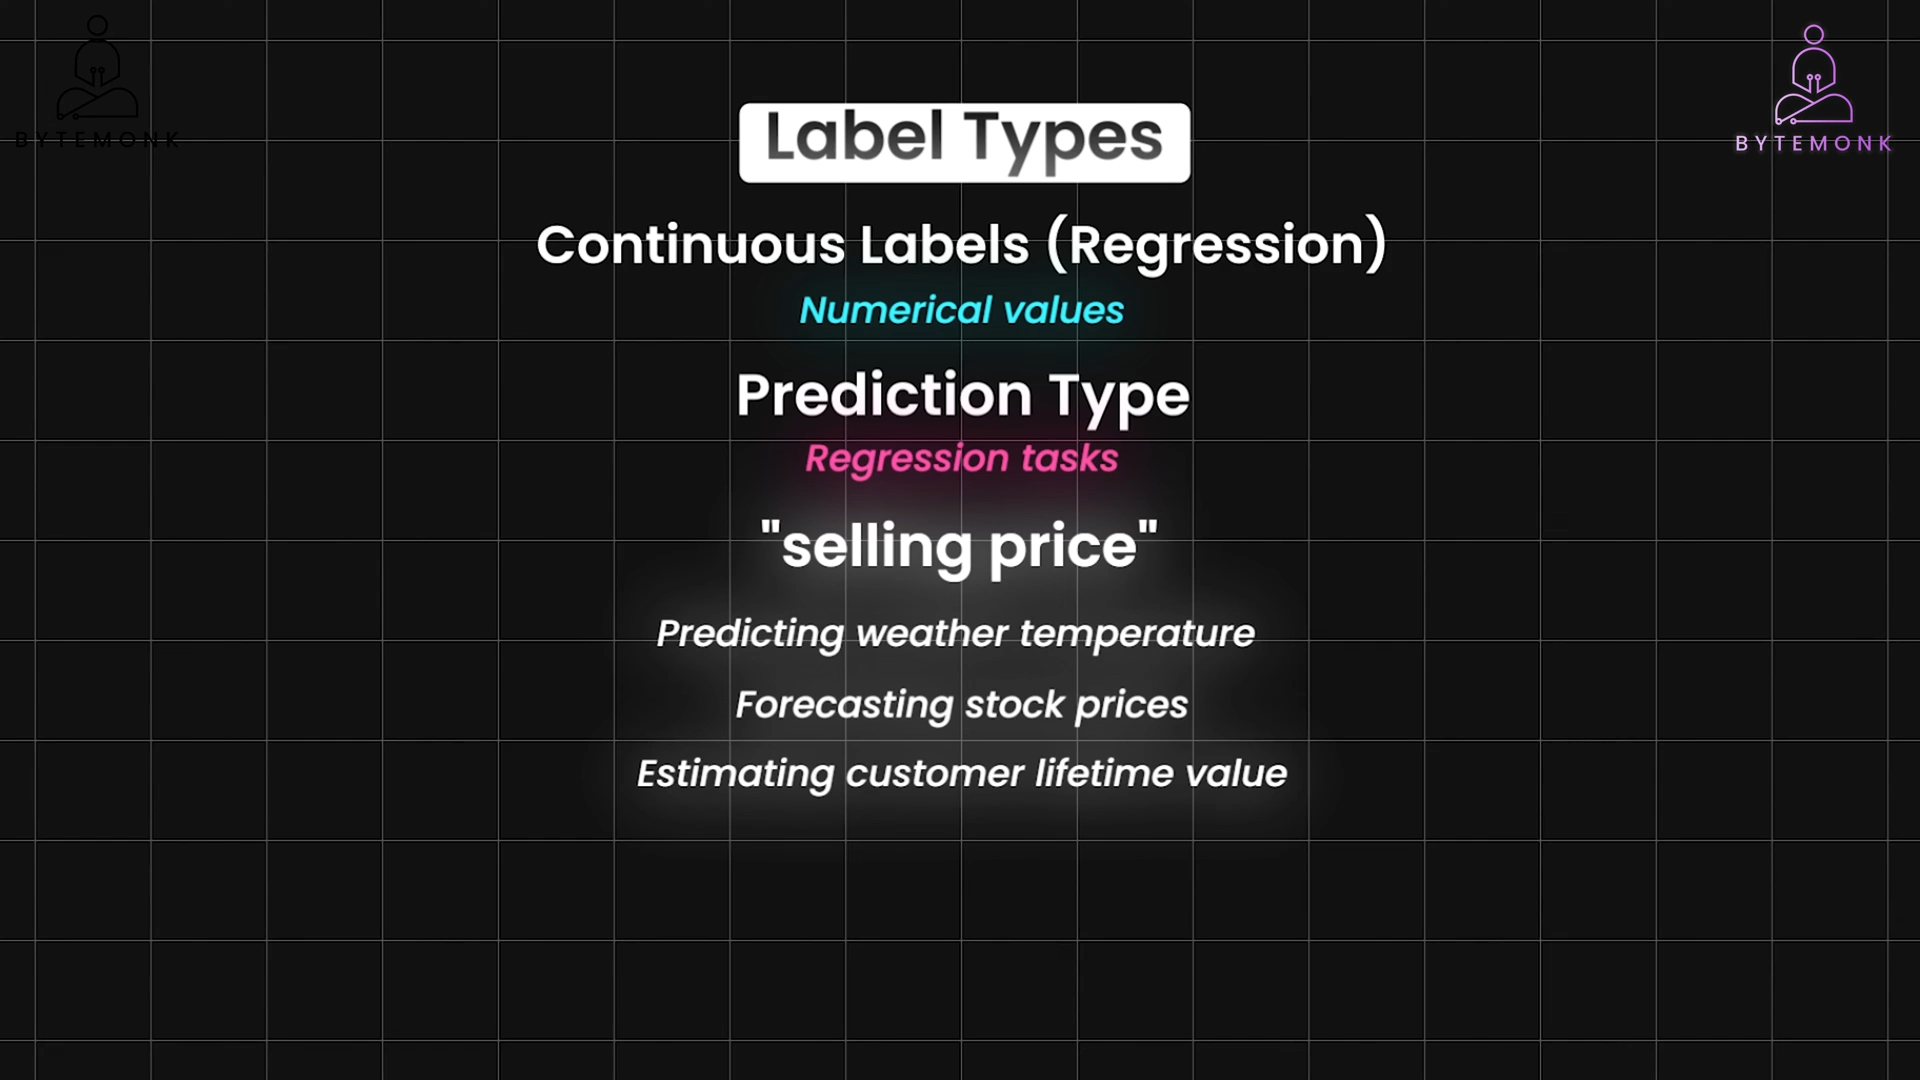 BYTEMONK
BYTEMONK
Label Types
Continuous Labels (Regression)
Numerical values
Prediction Type
Regression tasks
"selling price"
Predicting weather temperature
Forecasting stock prices
Estimating customer lifetime value